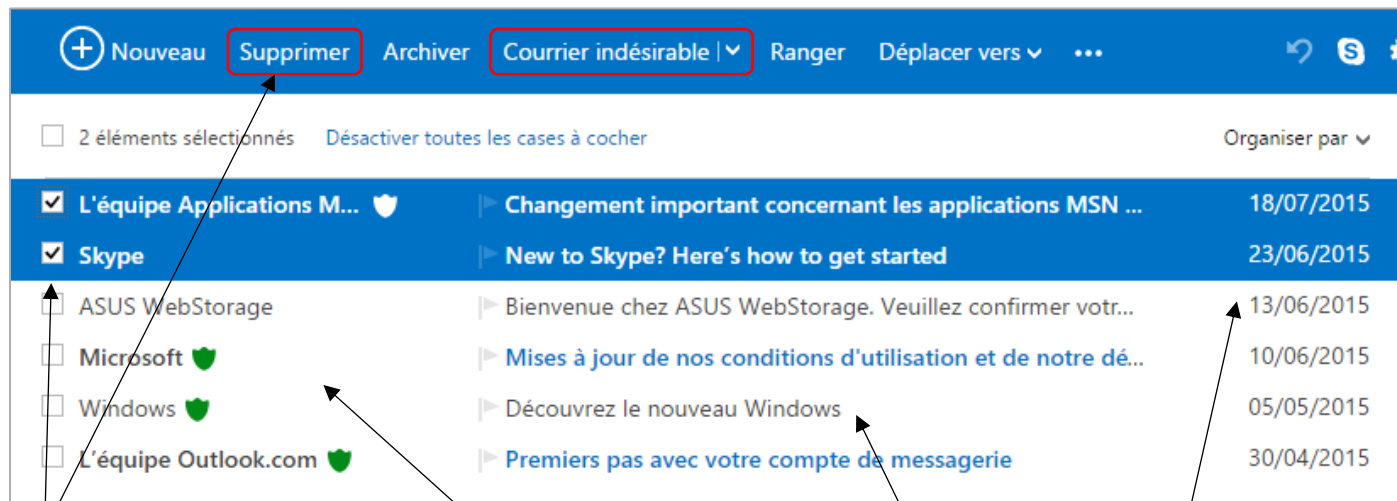 Nouveau Supprimer Archiver Courrier indésirable | Ranger Déplacer vers ...
2 éléments sélectionnés Désactiver toutes les cases à cocher Organiser par
L'équipe Applications M... Changement important concernant les applications MSN ... 18/07/2015
Skype New to Skype? Here's how to get started 23/06/2015
ASUS WebStorage Bienvenue chez ASUS WebStorage. Veuillez confirmer votr... 13/06/2015
Microsoft Mises à jour de nos conditions d'utilisation et de notre dé... 10/06/2015
Windows Découvrez le nouveau Windows 05/05/2015
L'équipe Outlook.com Premiers pas avec votre compte de messagerie 30/04/2015